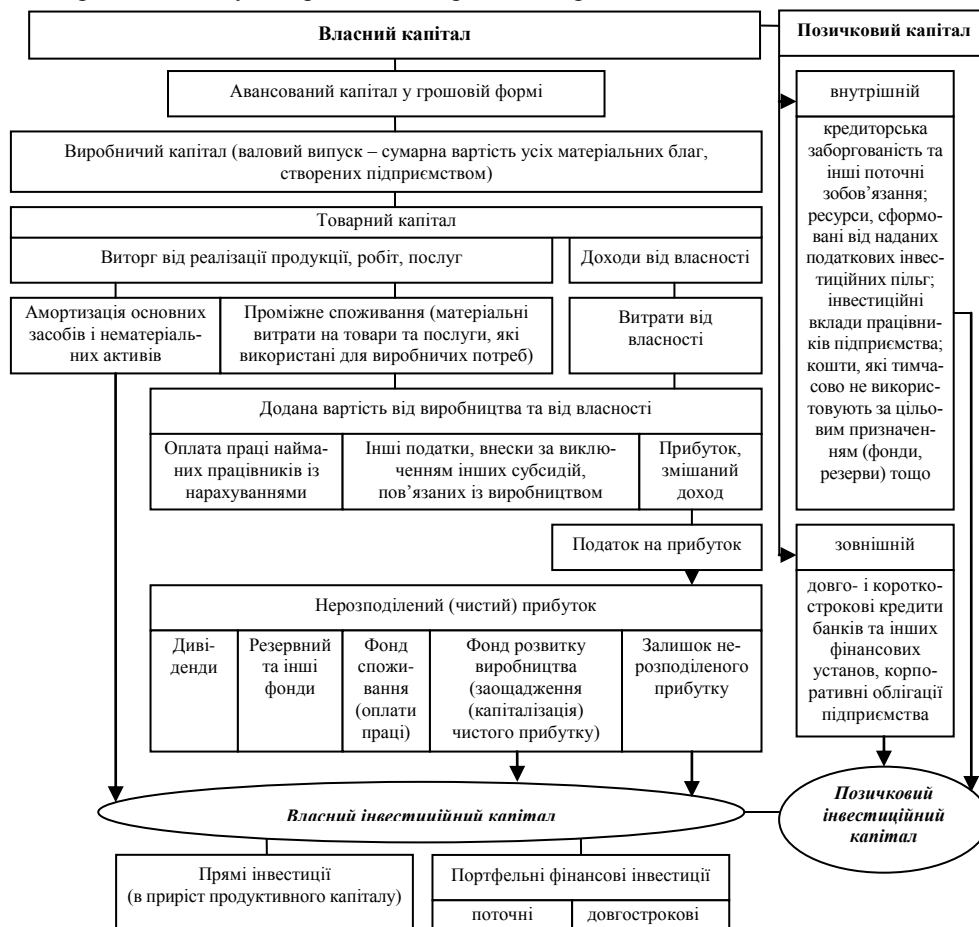 Власний капітал
Позичковий капітал
Авансований капітал у грошовій формі
внутрішній
Виробничий капітал (валовий випуск – сумарна вартість усіх матеріальних благ,
створених підприємством)
кредиторська
заборгованість та
інші поточні
зобов’язання;
ресурси, сформо-
вані від наданих
податкових інвес-
тиційних пільг;
інвестиційні
вклади працівни-
ків підприємства;
кошти, які тимча-
сово не викорис-
товують за цільо-
вим призначен-
ням (фонди,
резерви) тощо
Товарний капітал
Виторг від реалізації продукції, робіт, послуг
Доходи від власності
Амортизація основних
засобів і нематеріаль-
них активів
Проміжне споживання (матеріальні
витрати на товари та послуги, які
використані для виробничих потреб)
Витрати від
власності
Додана вартість від виробництва та від власності
Оплата праці найма-
них працівників із
нарахуваннями
Інші податки, внески за виклю-
ченням інших субсидій,
пов’язаних із виробництвом
Прибуток,
змішаний
доход
Податок на прибуток
зовнішній
довго- і коротко-
строкові кредити
банків та інших
фінансових
установ, корпо-
ративні облігації
підприємства
Нерозподілений (чистий) прибуток
Диві-
денди
Резервний
та інші
фонди
Фонд
спожи-
вання
(оплати
праці)
Фонд розвитку
виробництва
(заощадження
(капіталізація)
чистого прибутку)
Залишок не-
розподіленого
прибутку
Власний інвестиційний капітал
Позичковий
інвестиційний
капітал
Прямі інвестиції
(в приріст продуктивного капіталу)
Портфельні фінансові інвестиції
поточні
довгострокові